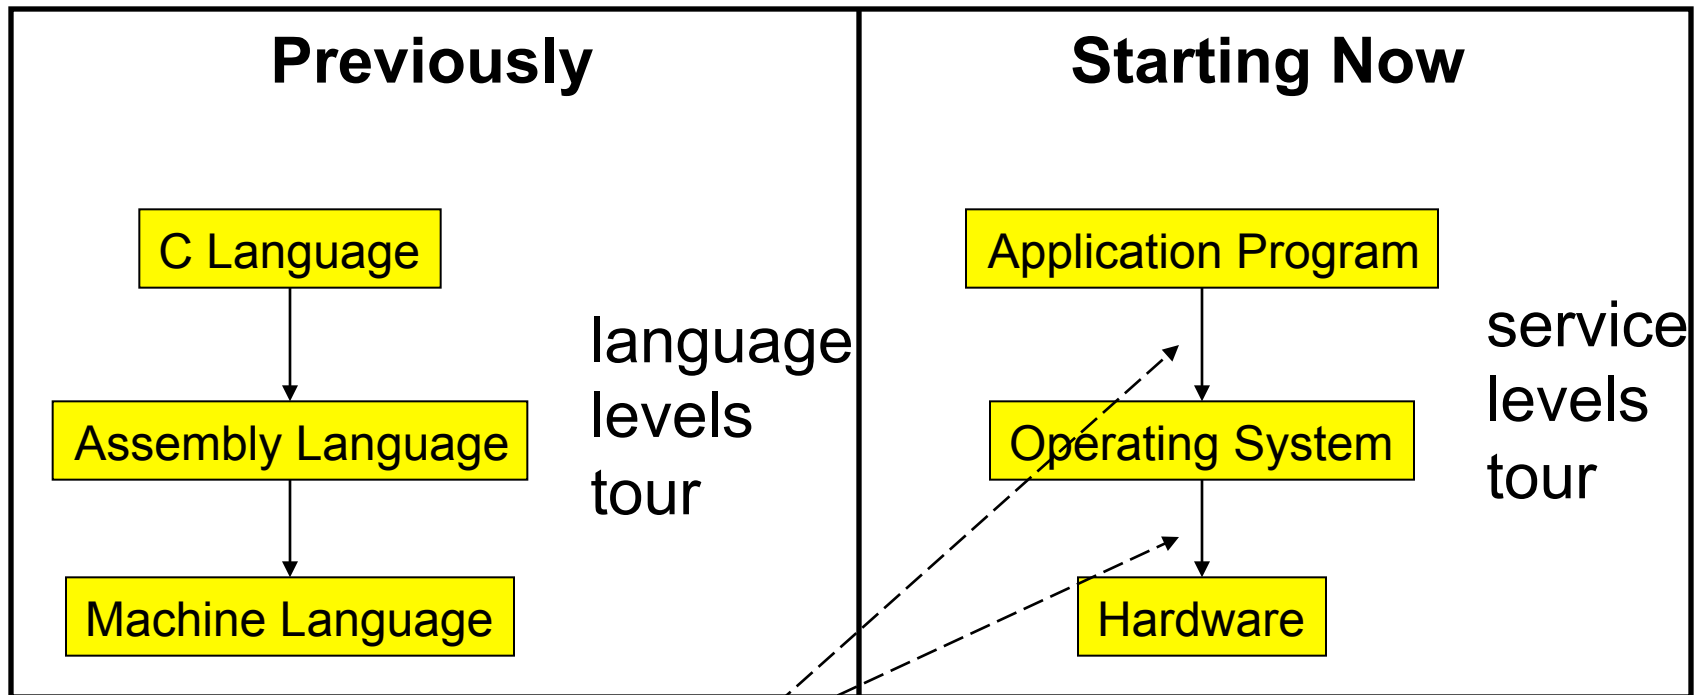 Previously
C Language
Assembly Language
Machine Language
language
levels
tour
Starting Now
Application Program
Operating System
Hardware
service
levels
tour